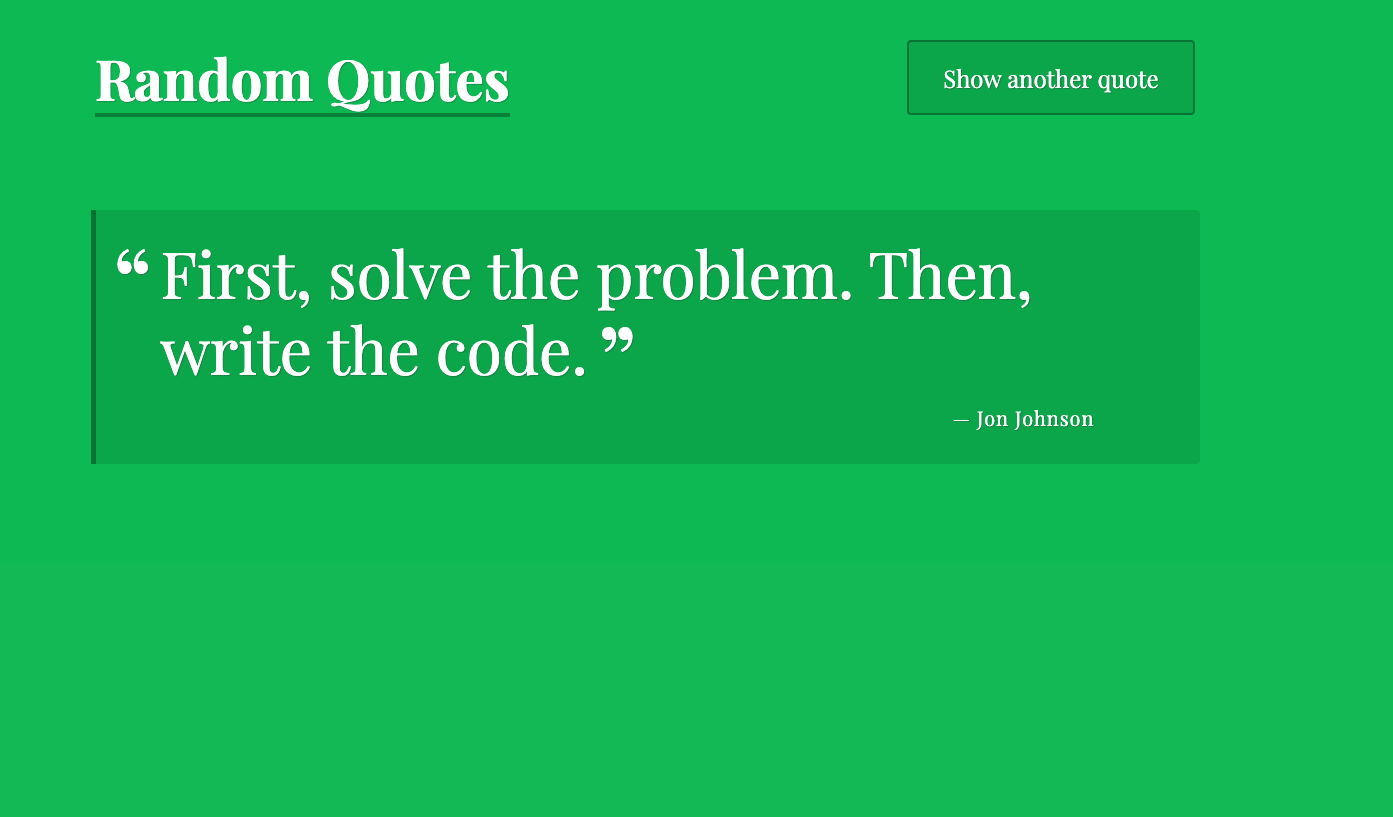 Random Quotes
Show another quote
“ First, solve the problem. Then,
write the code. ”
— Jon Johnson